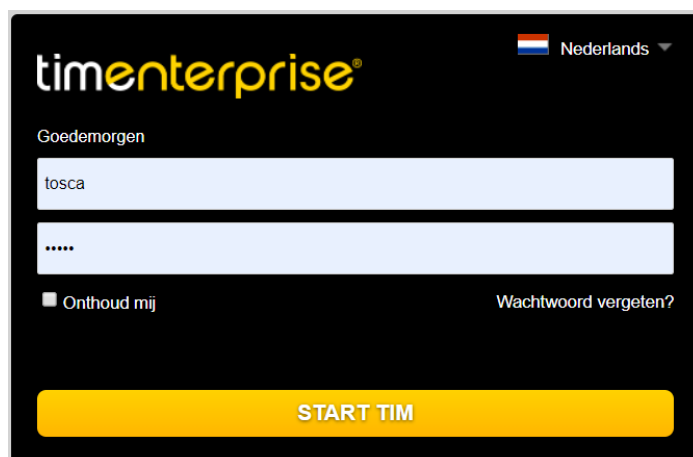 Nederlands
timenterprise®
Goedemorgen
tosca
•••••
Onthoud mij
Wachtwoord vergeten?
START TIM